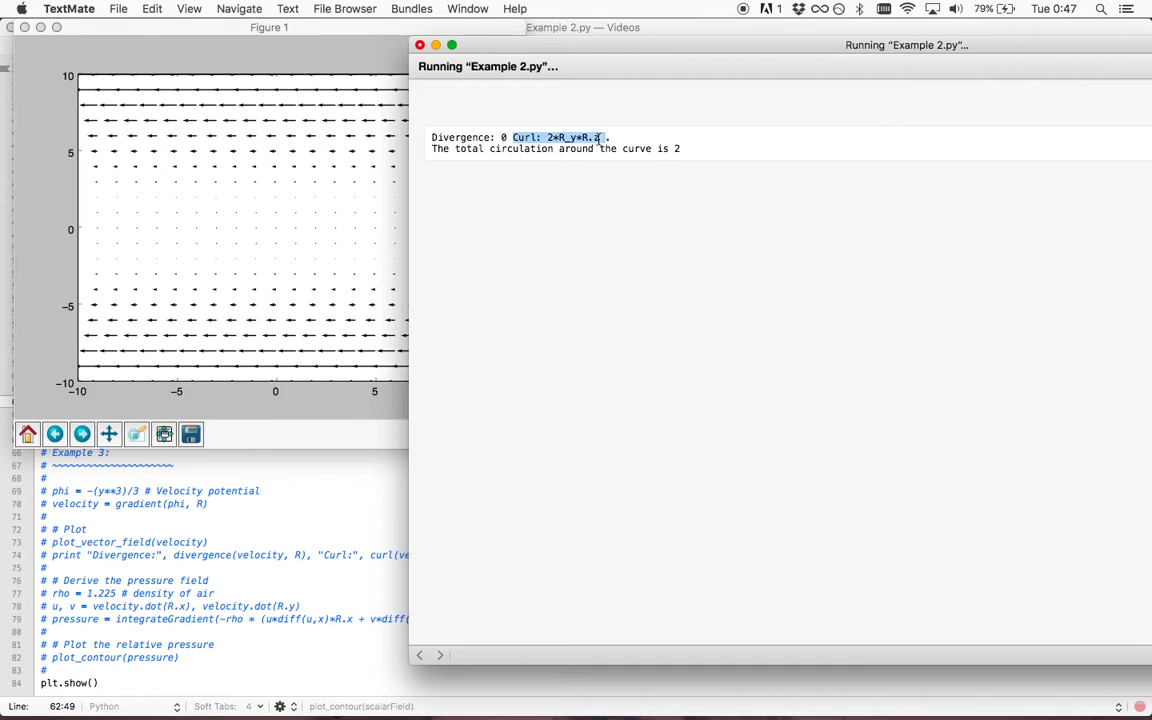 TextMate File Edit View Navigate Text File Browser Bundles Window Help 1 79% Tue 0:47
Figure 1
Example 2.py — Videos
Running “Example 2.py”…
Running “Example 2.py”…
Divergence: 0 Curl: 2*R_y*R.z .
The total circulation around the curve is 2
10
5
0
−5
−10
−10 −5 0 5
66 # Example 3:
67 # ~~~~~~~~~~~~~~~~~~~~~
68 #
69 # phi = -(y**3)/3 # Velocity potential
70 # velocity = gradient(phi, R)
71 #
72 # # Plot
73 # plot_vector_field(velocity)
74 # print "Divergence:", divergence(velocity, R), "Curl:", curl(ve
75 #
76 # # Derive the pressure field
77 # rho = 1.225 # density of air
78 # u, v = velocity.dot(R.x), velocity.dot(R.y)
79 # pressure = integrateGradient(-rho * (u*diff(u,x)*R.x + v*diff(
80 #
81 # # Plot the relative pressure
82 # plot_contour(pressure)
83 #
84 plt.show()
Line: 62:49 Python Soft Tabs: 4 plot_contour(scalarField)